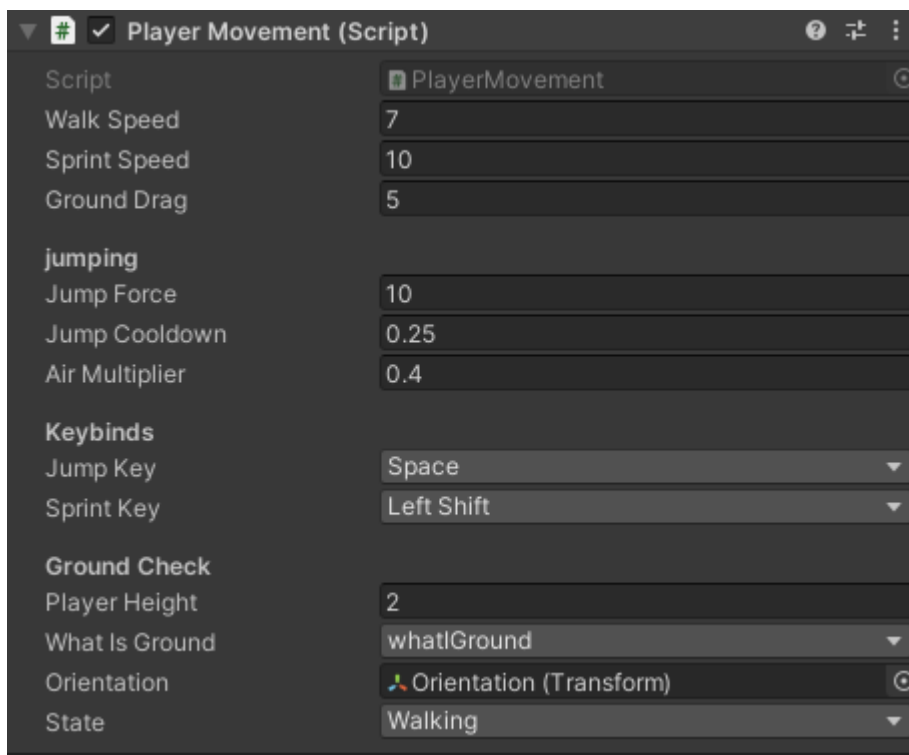 Player Movement (Script)
Script PlayerMovement
Walk Speed 7
Sprint Speed 10
Ground Drag 5
jumping
Jump Force 10
Jump Cooldown 0.25
Air Multiplier 0.4
Keybinds
Jump Key Space
Sprint Key Left Shift
Ground Check
Player Height 2
What Is Ground whatIGround
Orientation Orientation (Transform)
State Walking